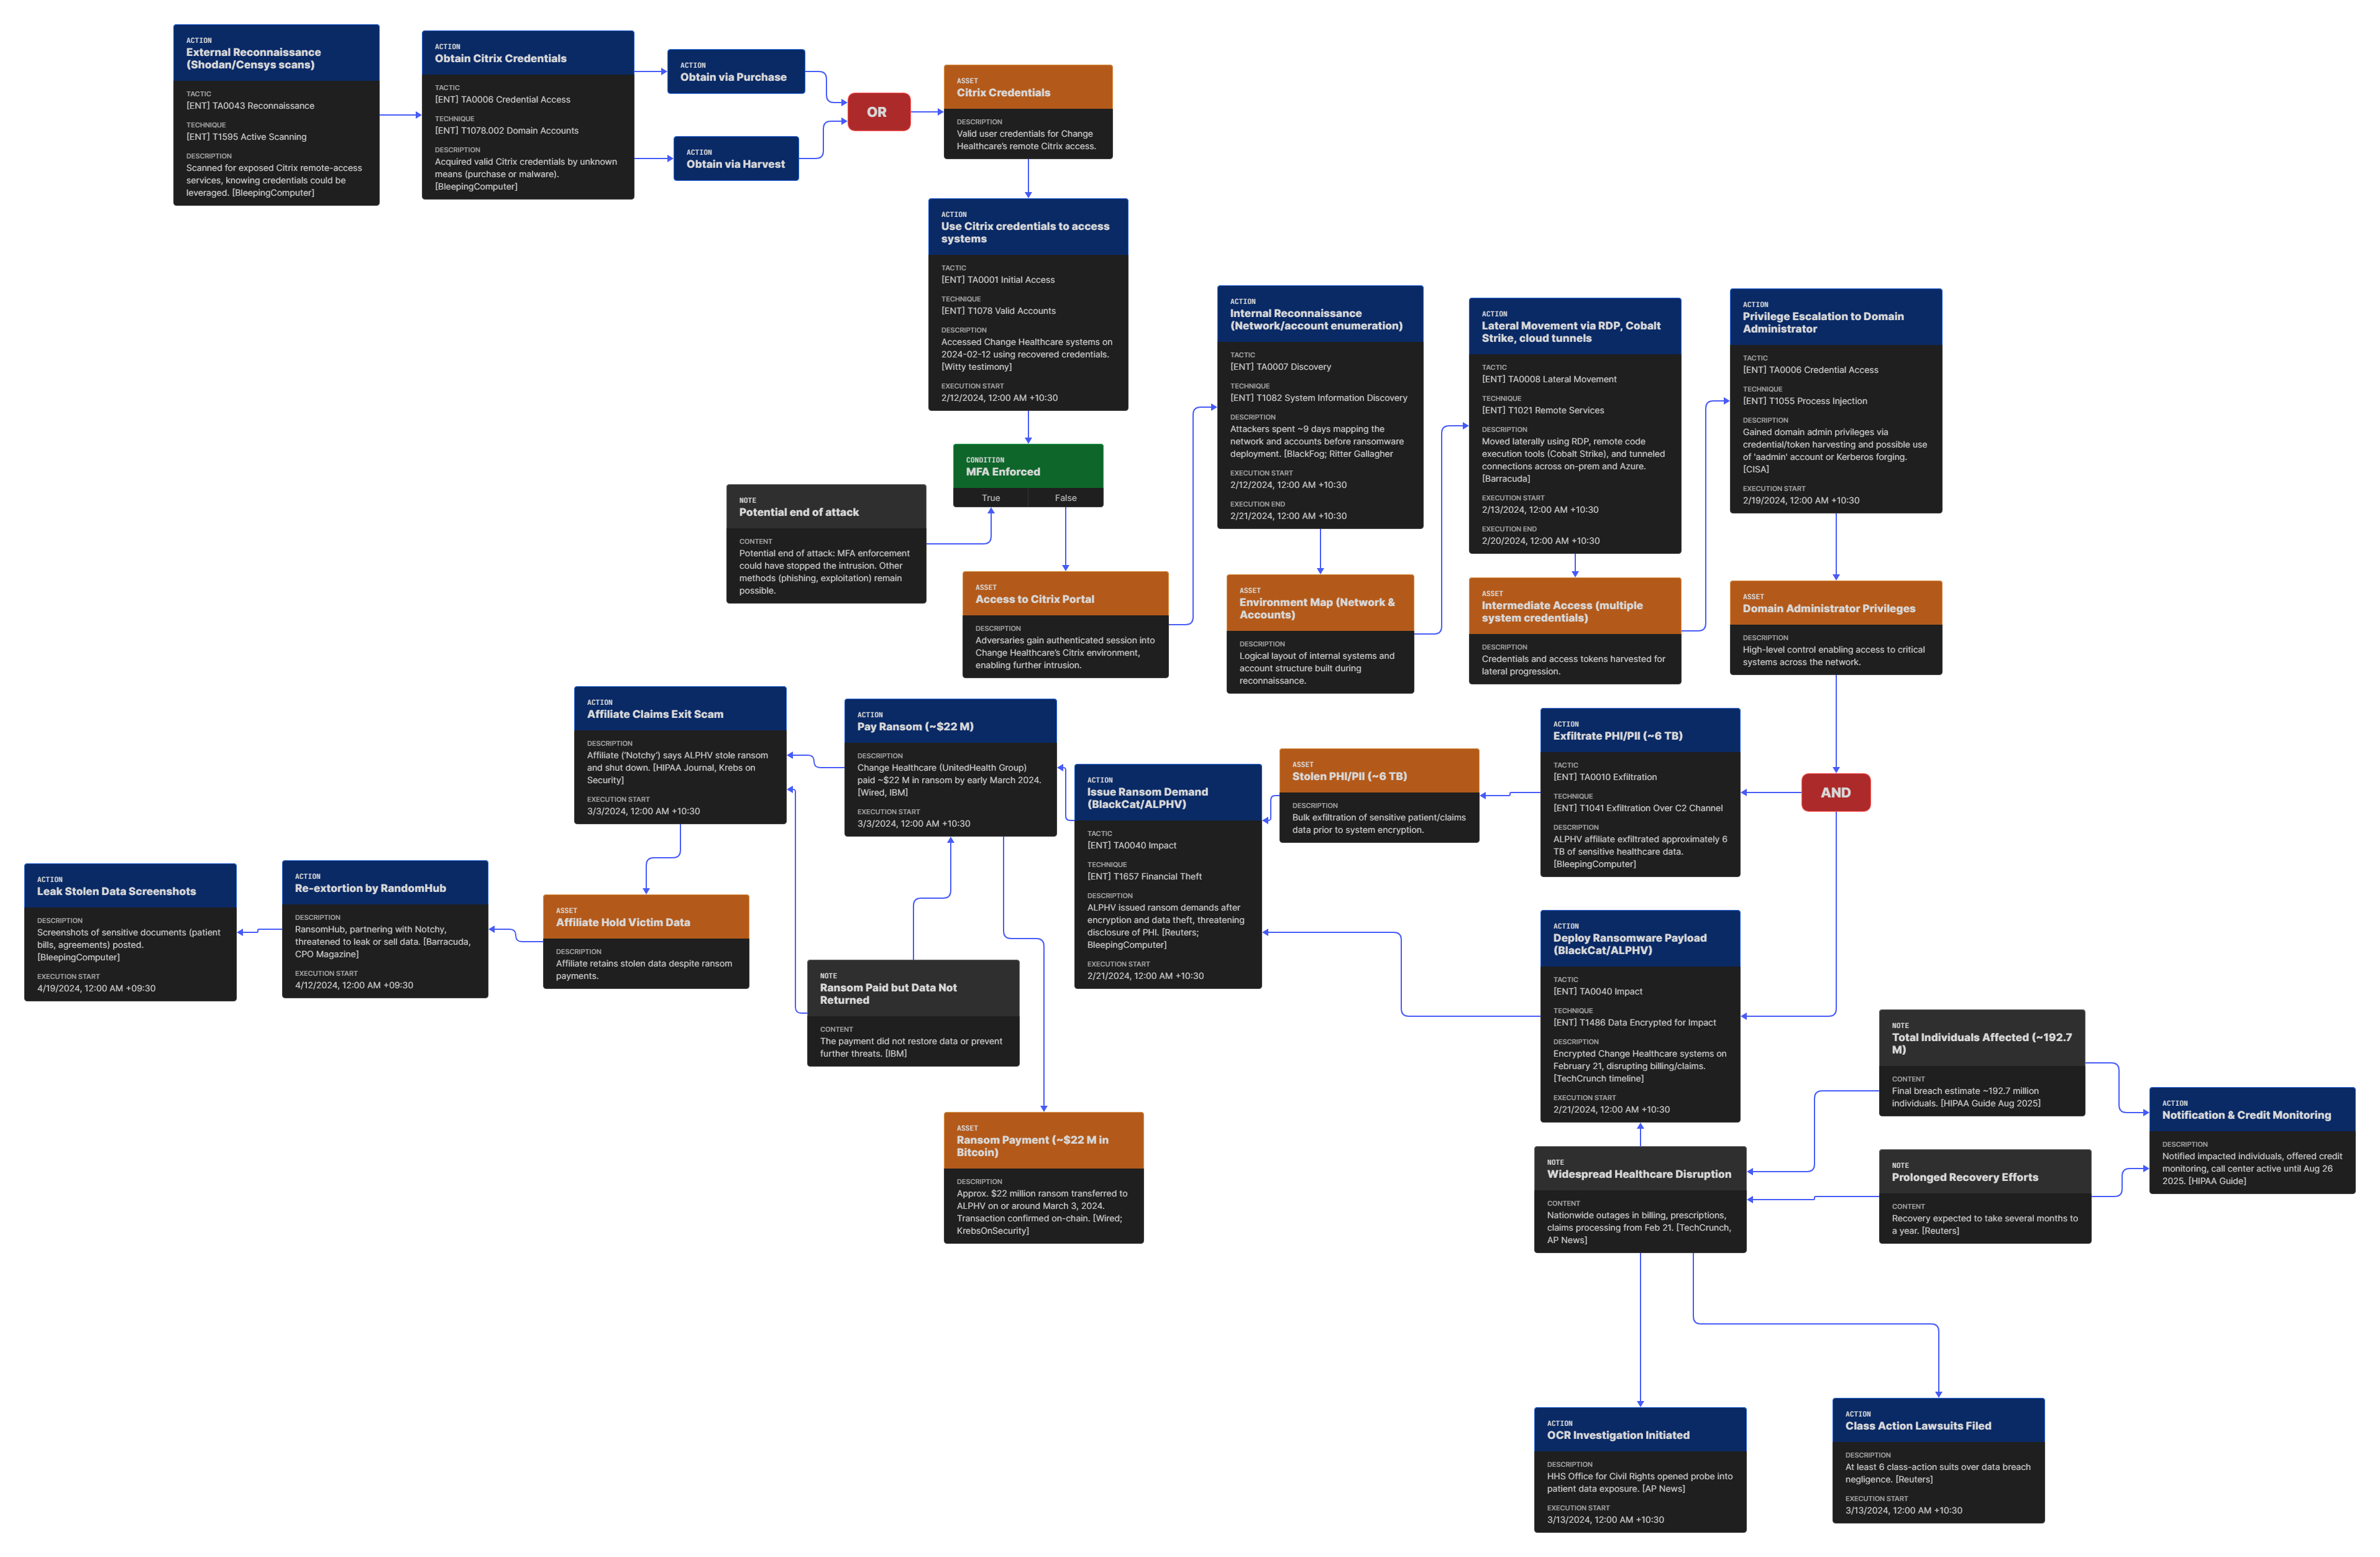 ACTION
External Reconnaissance
(Shodan/Censys scans)
TACTIC
[ENT] TA0043 Reconnaissance
TECHNIQUE
[ENT] T1595 Active Scanning
DESCRIPTION
Scanned for exposed Citrix remote-access
services, knowing credentials could be
leveraged. [BleepingComputer]
ACTION
Obtain Citrix Credentials
TACTIC
[ENT] TA0006 Credential Access
TECHNIQUE
[ENT] T1078.002 Domain Accounts
DESCRIPTION
Acquired valid Citrix credentials by unknown
means (purchase or malware).
[BleepingComputer]
ACTION
Obtain via Purchase
ACTION
Obtain via Harvest
OR
ASSET
Citrix Credentials
DESCRIPTION
Valid user credentials for Change
Healthcare's remote Citrix access.
ACTION
Use Citrix credentials to access
systems
TACTIC
[ENT] TA0001 Initial Access
TECHNIQUE
[ENT] T1078 Valid Accounts
DESCRIPTION
Accessed Change Healthcare systems on
2024-02-12 using recovered credentials.
[Witty testimony]
EXECUTION START
2/12/2024, 12:00 AM +10:30
CONDITION
MFA Enforced
True
False
NOTE
Potential end of attack
CONTENT
Potential end of attack: MFA enforcement
could have stopped the intrusion. Other
methods (phishing, exploitation) remain
possible.
ASSET
Access to Citrix Portal
DESCRIPTION
Adversaries gain authenticated session into
Change Healthcare's Citrix environment,
enabling further intrusion.
ACTION
Internal Reconnaissance
(Network/account enumeration)
TACTIC
[ENT] TA0007 Discovery
TECHNIQUE
[ENT] T1082 System Information Discovery
DESCRIPTION
Attackers spent ~9 days mapping the
network and accounts before ransomware
deployment. [BlackFog; Ritter Gallagher
EXECUTION START
2/12/2024, 12:00 AM +10:30
EXECUTION END
2/21/2024, 12:00 AM +10:30
ASSET
Environment Map (Network &
Accounts)
DESCRIPTION
Logical layout of internal systems and
account structure built during
reconnaissance.
ACTION
Lateral Movement via RDP, Cobalt
Strike, cloud tunnels
TACTIC
[ENT] TA0008 Lateral Movement
TECHNIQUE
[ENT] T1021 Remote Services
DESCRIPTION
Moved laterally using RDP, remote code
execution tools (Cobalt Strike), and tunneled
connections across on-prem and Azure.
[Barracuda]
EXECUTION START
2/13/2024, 12:00 AM +10:30
EXECUTION END
2/20/2024, 12:00 AM +10:30
ASSET
Intermediate Access (multiple
system credentials)
DESCRIPTION
Credentials and access tokens harvested for
lateral progression.
ACTION
Privilege Escalation to Domain
Administrator
TACTIC
[ENT] TA0006 Credential Access
TECHNIQUE
[ENT] T1055 Process Injection
DESCRIPTION
Gained domain admin privileges via
credential/token harvesting and possible use
of 'aadmin' account or Kerberos forging.
[CISA]
EXECUTION START
2/19/2024, 12:00 AM +10:30
ASSET
Domain Administrator Privileges
DESCRIPTION
High-level control enabling access to critical
systems across the network.
AND
ACTION
Exfiltrate PHI/PII (~6 TB)
TACTIC
[ENT] TA0010 Exfiltration
TECHNIQUE
[ENT] T1041 Exfiltration Over C2 Channel
DESCRIPTION
ALPHV affiliate exfiltrated approximately 6
TB of sensitive healthcare data.
[BleepingComputer]
ASSET
Stolen PHI/PII (~6 TB)
DESCRIPTION
Bulk exfiltration of sensitive patient/claims
data prior to system encryption.
ACTION
Issue Ransom Demand
(BlackCat/ALPHV)
TACTIC
[ENT] TA0040 Impact
TECHNIQUE
[ENT] T1657 Financial Theft
DESCRIPTION
ALPHV issued ransom demands after
encryption and data theft, threatening
disclosure of PHI. [Reuters;
BleepingComputer]
EXECUTION START
2/21/2024, 12:00 AM +10:30
ACTION
Pay Ransom (~$22 M)
DESCRIPTION
Change Healthcare (UnitedHealth Group)
paid ~$22 M in ransom by early March 2024.
[Wired, IBM]
EXECUTION START
3/3/2024, 12:00 AM +10:30
ACTION
Affiliate Claims Exit Scam
DESCRIPTION
Affiliate ('Notchy') says ALPHV stole ransom
and shut down. [HIPAA Journal, Krebs on
Security]
EXECUTION START
3/3/2024, 12:00 AM +10:30
ASSET
Affiliate Hold Victim Data
DESCRIPTION
Affiliate retains stolen data despite ransom
payments.
ACTION
Re-extortion by RandomHub
DESCRIPTION
RansomHub, partnering with Notchy,
threatened to leak or sell data. [Barracuda,
CPO Magazine]
EXECUTION START
4/12/2024, 12:00 AM +09:30
ACTION
Leak Stolen Data Screenshots
DESCRIPTION
Screenshots of sensitive documents (patient
bills, agreements) posted.
[BleepingComputer]
EXECUTION START
4/19/2024, 12:00 AM +09:30
NOTE
Ransom Paid but Data Not
Returned
CONTENT
The payment did not restore data or prevent
further threats. [IBM]
ASSET
Ransom Payment (~$22 M in
Bitcoin)
DESCRIPTION
Approx. $22 million ransom transferred to
ALPHV on or around March 3, 2024.
Transaction confirmed on-chain. [Wired;
KrebsOnSecurity]
ACTION
Deploy Ransomware Payload
(BlackCat/ALPHV)
TACTIC
[ENT] TA0040 Impact
TECHNIQUE
[ENT] T1486 Data Encrypted for Impact
DESCRIPTION
Encrypted Change Healthcare systems on
February 21, disrupting billing/claims.
[TechCrunch timeline]
EXECUTION START
2/21/2024, 12:00 AM +10:30
NOTE
Widespread Healthcare Disruption
CONTENT
Nationwide outages in billing, prescriptions,
claims processing from Feb 21. [TechCrunch,
AP News]
NOTE
Total Individuals Affected (~192.7
M)
CONTENT
Final breach estimate ~192.7 million
individuals. [HIPAA Guide Aug 2025]
NOTE
Prolonged Recovery Efforts
CONTENT
Recovery expected to take several months to
a year. [Reuters]
ACTION
Notification & Credit Monitoring
DESCRIPTION
Notified impacted individuals, offered credit
monitoring, call center active until Aug 26
2025. [HIPAA Guide]
ACTION
OCR Investigation Initiated
DESCRIPTION
HHS Office for Civil Rights opened probe into
patient data exposure. [AP News]
EXECUTION START
3/13/2024, 12:00 AM +10:30
ACTION
Class Action Lawsuits Filed
DESCRIPTION
At least 6 class-action suits over data breach
negligence. [Reuters]
EXECUTION START
3/13/2024, 12:00 AM +10:30